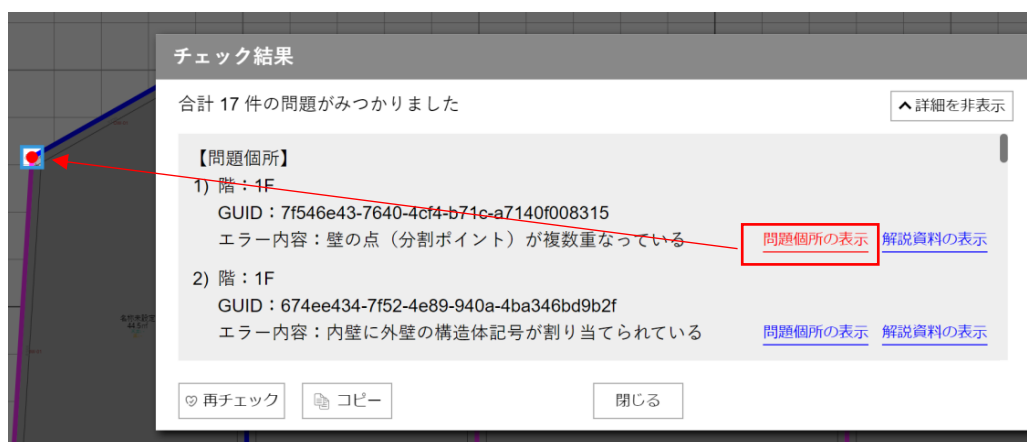 チェック結果
合計 17 件の問題がみつかりました
詳細を非表示
【問題個所】
1) 階：1F
GUID：7f546e43-7640-4cf4-b71c-a7140f008315
エラー内容：壁の点（分割ポイント）が複数重なっている 問題個所の表示 解説資料の表示
2) 階：1F
GUID：674ee434-7f52-4e89-940a-4ba346bd9b2f
エラー内容：内壁に外壁の構造体記号が割り当てられている 問題個所の表示 解説資料の表示
再チェック コピー 閉じる